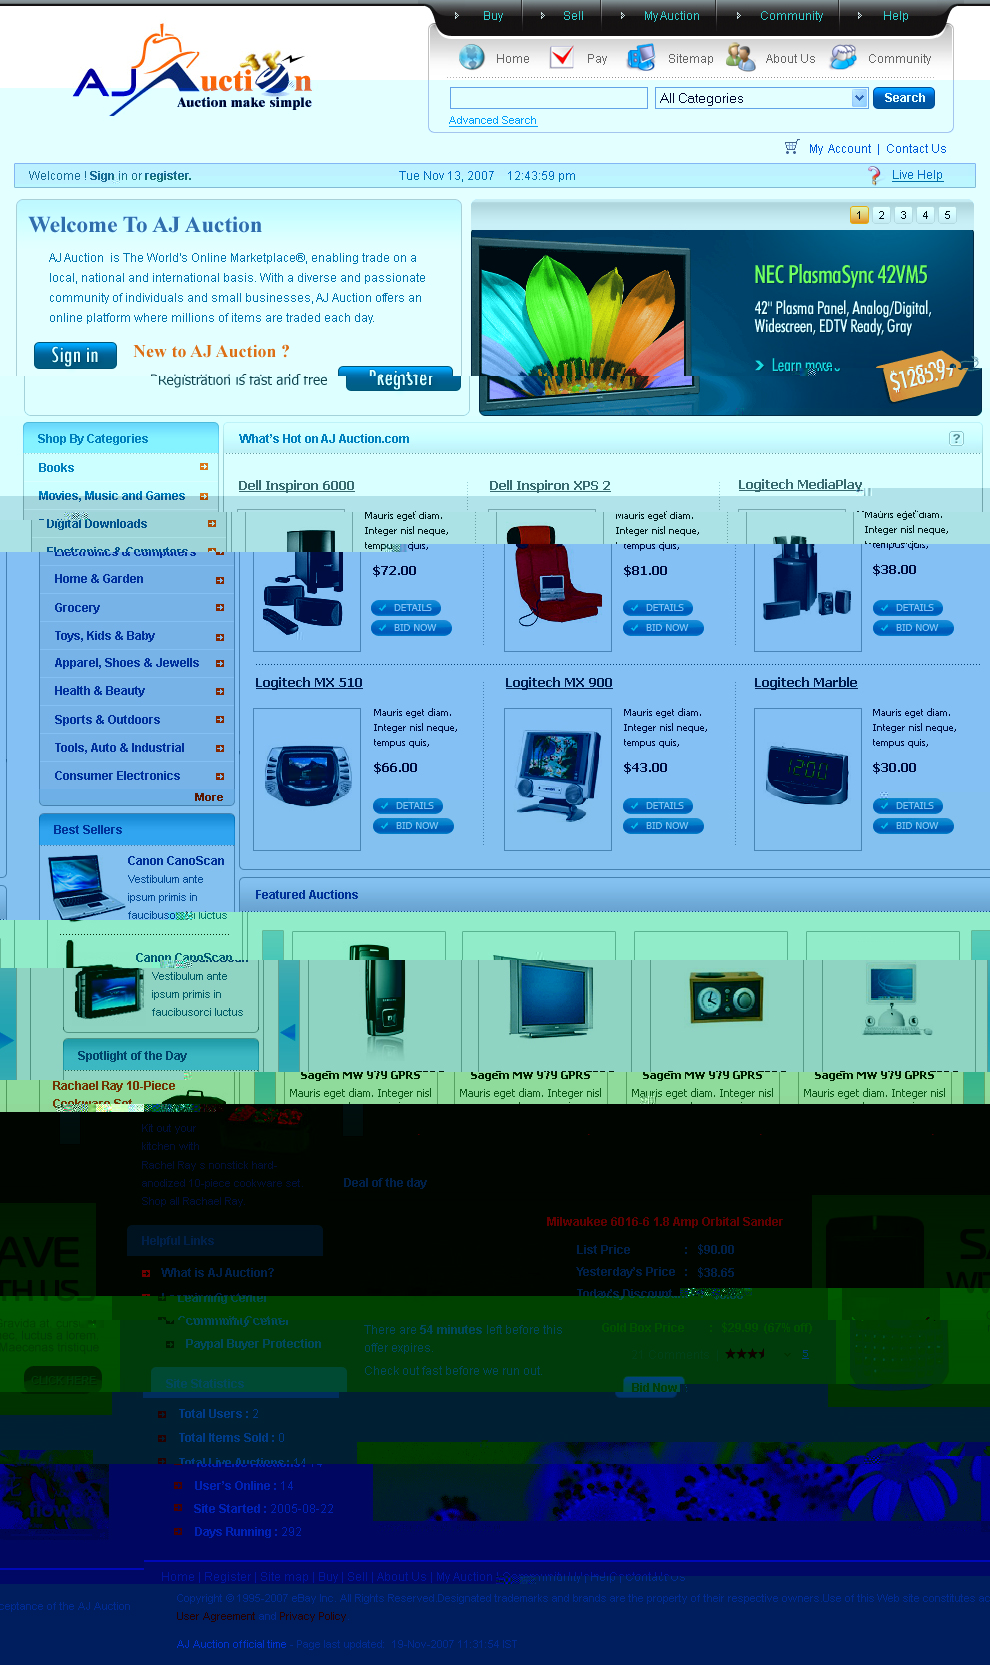 Buy
Sell
My Auction
Community
Help
AJ Auction
Auction make simple
Home
Pay
Sitemap
About Us
Community
All Categories
Search
Advanced Search
My Account | Contact Us
Welcome ! Sign in or register.
Tue Nov 13, 2007 12:43:59 pm
Live Help
Welcome To AJ Auction
AJ Auction is The World's Online Marketplace®, enabling trade on a
local, national and international basis. With a diverse and passionate
community of individuals and small businesses, AJ Auction offers an
online platform where millions of items are traded each day.
Sign in
New to AJ Auction ?
Registration is fast and free
Register
1 2 3 4 5
NEC PlasmaSync 42VM5
42" Plasma Panel, Analog/Digital,
Widescreen, EDTV Ready, Gray
Learn more
$1285.97
Shop By Categories
Books
Movies, Music and Games
Digital Downloads
Electronics & Computers
Home & Garden
Grocery
Toys, Kids & Baby
Apparel, Shoes & Jewells
Health & Beauty
Sports & Outdoors
Tools, Auto & Industrial
Consumer Electronics
More
What's Hot on AJ Auction.com
?
Dell Inspiron 6000
Mauris eget diam.
Integer nisl neque,
tempus quis,
$72.00
DETAILS
BID NOW
Dell Inspiron XPS 2
Mauris eget diam.
Integer nisl neque,
tempus quis,
$81.00
DETAILS
BID NOW
Logitech MediaPlay
Mauris eget diam.
Integer nisl neque,
tempus quis,
$38.00
DETAILS
BID NOW
Logitech MX 510
Mauris eget diam.
Integer nisl neque,
tempus quis,
$66.00
DETAILS
BID NOW
Logitech MX 900
Mauris eget diam.
Integer nisl neque,
tempus quis,
$43.00
DETAILS
BID NOW
Logitech Marble
12:00
Mauris eget diam.
Integer nisl neque,
tempus quis,
$30.00
DETAILS
BID NOW
Best Sellers
Canon CanoScan
Vestibulum ante
ipsum primis in
faucibusorci luctus
Canon CanoScan
Vestibulum ante
ipsum primis in
faucibusorci luctus
Featured Auctions
Sagem MW 979 GPRS
Mauris eget diam. Integer nisl
Sagem MW 979 GPRS
Mauris eget diam. Integer nisl
Sagem MW 979 GPRS
Mauris eget diam. Integer nisl
Sagem MW 979 GPRS
Mauris eget diam. Integer nisl
Spotlight of the Day
Rachael Ray 10-Piece
Cookware Set
Kit out your
kitchen with
Rachel Ray's nonstick hard-
anodized 10-piece cookware set.
Shop all Rachael Ray
Deal of the day
Milwaukee 6016-6 1.8 Amp Orbital Sander
List Price : $90.00
Yesterday's Price : $38.65
Today's Discount
Gold Box Price : $29.99 (67% off)
There are 54 minutes left before this
offer expires.
Check out fast before we run out.
5
Bid Now
Helpful Links
What is AJ Auction?
Learning Center
Community Center
Paypal Buyer Protection
CLICK HERE
Site Statistics
Total Users : 2
Total Items Sold : 0
Total Live Auctions : 14
User's Online : 14
Site Started : 2005-08-22
Days Running : 292
Home | Register | Site map | Buy | Sell | About Us | My Auction | Community | Help | Contact Us
Copyright © 1995-2007 eBay Inc. All Rights Reserved. Designated trademarks and brands are the property of their respective owners. Use of this Web site constitutes
acceptance of the AJ Auction
User Agreement and Privacy Policy
AJ Auction official time - Page last updated: 19-Nov-2007 11:31:54 IST